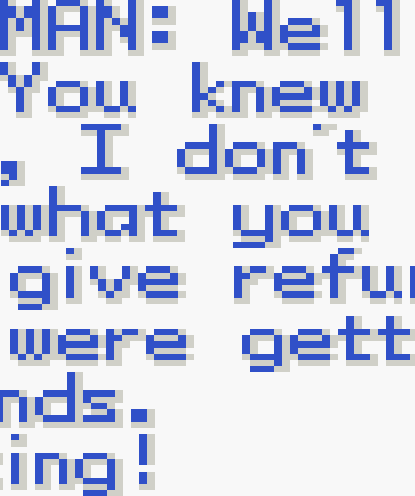 MAN: Well
You knew
, I don't
what you
give refu
were gett
nds.
ing!